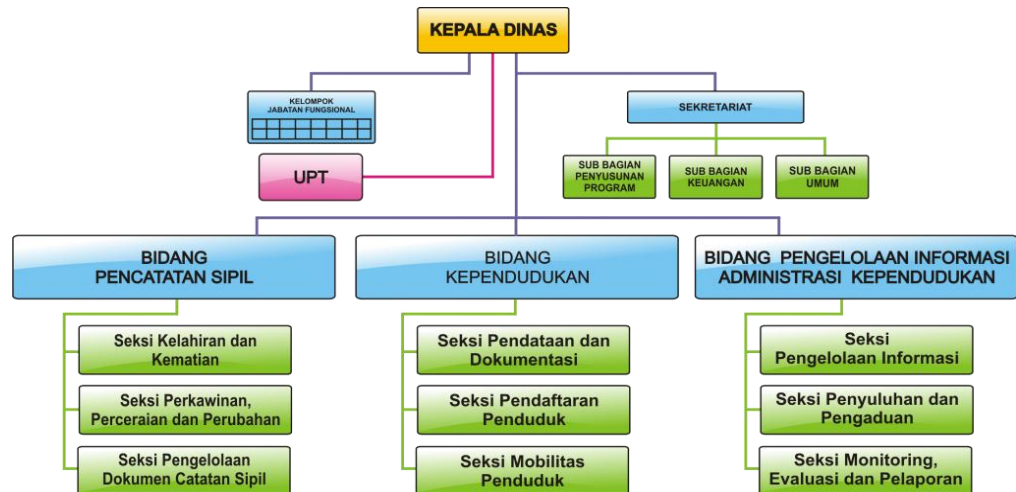 KEPALA DINAS
KELOMPOK
JABATAN FUNGSIONAL
SEKRETARIAT
UPT
SUB BAGIAN
PENYUSUNAN
PROGRAM
SUB BAGIAN
KEUANGAN
SUB BAGIAN
UMUM
BIDANG
PENCATATAN SIPIL
BIDANG
KEPENDUDUKAN
BIDANG PENGELOLAAN INFORMASI
ADMINISTRASI KEPENDUDUKAN
Seksi Kelahiran dan
Kematian
Seksi Perkawinan,
Perceraian dan Perubahan
Seksi Pengelolaan
Dokumen Catatan Sipil
Seksi Pendataan dan
Dokumentasi
Seksi Pendaftaran
Penduduk
Seksi Mobilitas
Penduduk
Seksi
Pengelolaan Informasi
Seksi Penyuluhan dan
Pengaduan
Seksi Monitoring,
Evaluasi dan Pelaporan